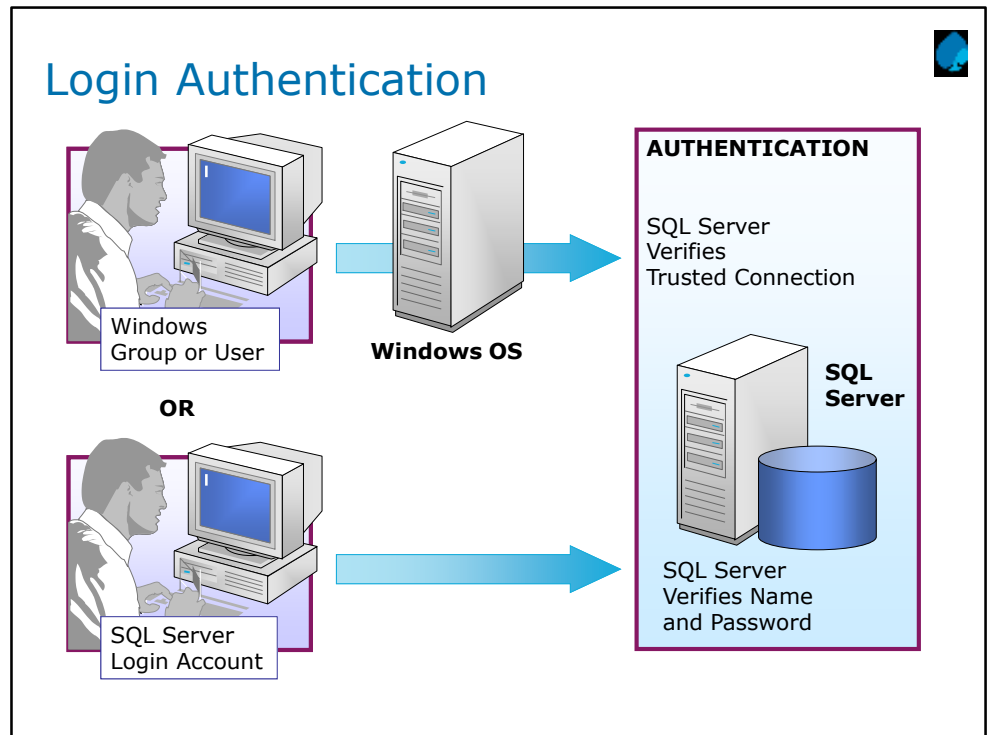 Login Authentication
Windows
Group or User
Windows OS
OR
SQL Server
Login Account
AUTHENTICATION
SQL Server
Verifies
Trusted Connection
SQL
Server
SQL Server
Verifies Name
and Password